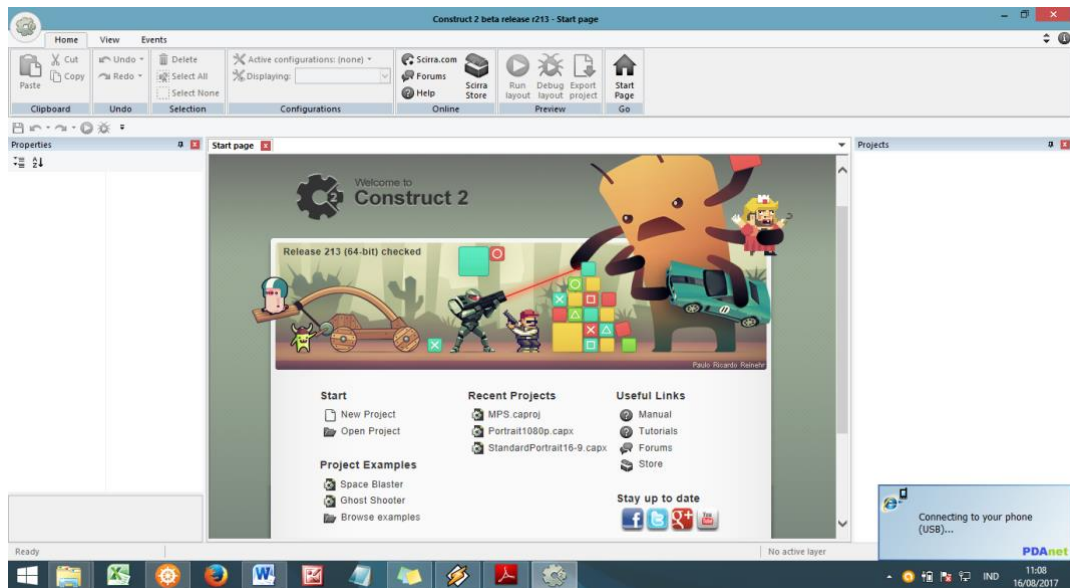 Construct 2 beta release r213 - Start page
Home View Events
Paste
Cut
Copy
Clipboard
Undo
Redo
Undo
Delete
Select All
Select None
Selection
Active configurations: (none)
Displaying:
Configurations
Scirra.com
Forums
Help
Scirra
Store
Online
Run
layout
Debug
layout
Export
project
Preview
Start
Page
Go
Properties
Start page
Projects
Welcome to
Construct 2
Release 213 (64-bit) checked
Paulo Ricardo Reinehr
Start
New Project
Open Project
Project Examples
Space Blaster
Ghost Shooter
Browse examples
Recent Projects
MPS.caproj
Portrait1080p.capx
StandardPortrait16-9.capx
Useful Links
Manual
Tutorials
Forums
Store
Stay up to date
Connecting to your phone
(USB)...
PDAnet
Ready
No active layer
IND
11:08
16/08/2017